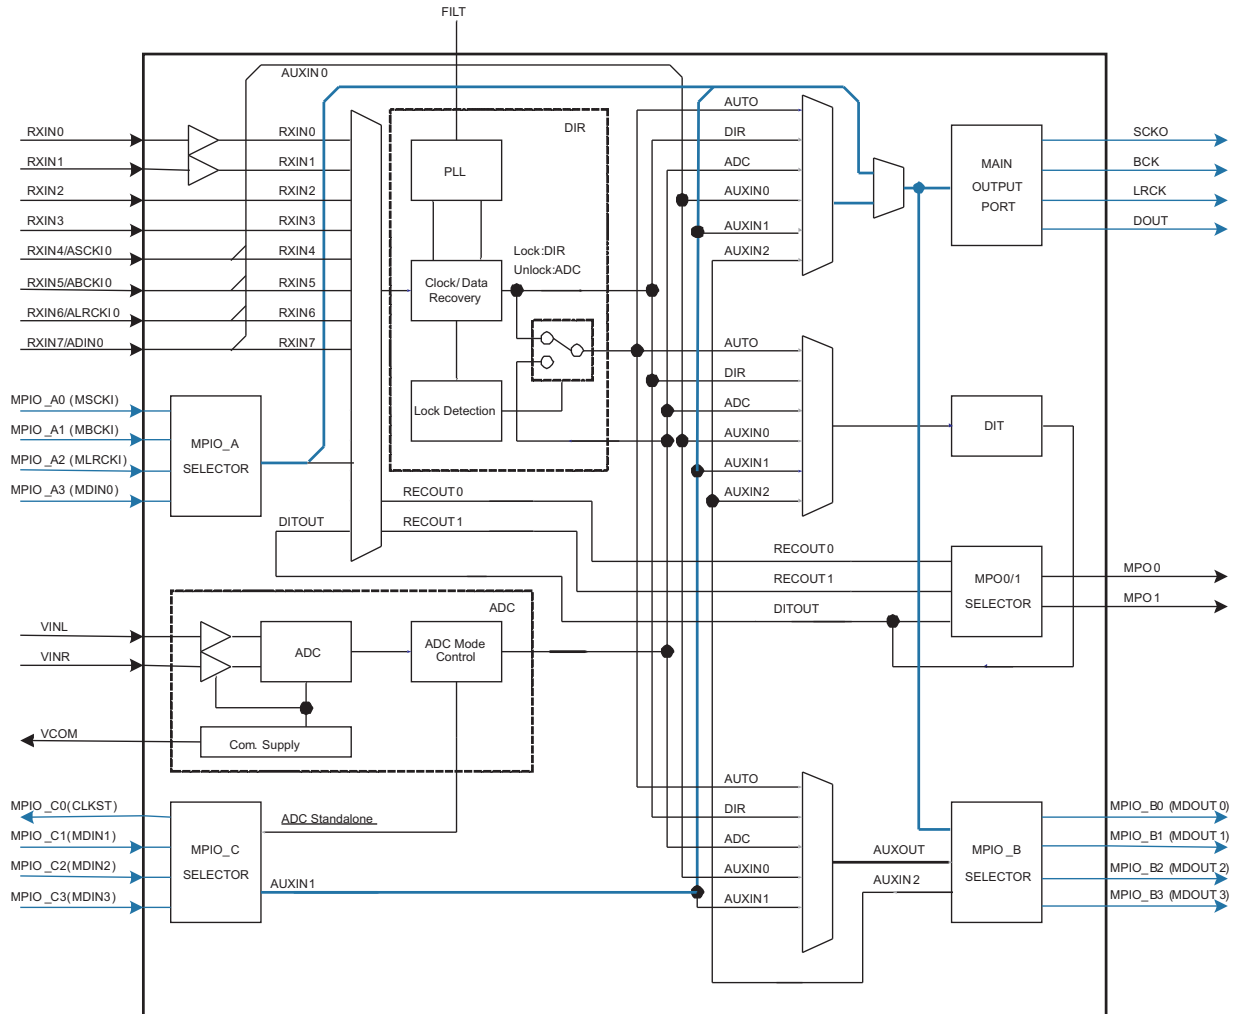 FILT
AUXIN0
RXIN0
RXIN1
RXIN2
RXIN3
RXIN4/ASCKI0
RXIN5/ABCKI0
RXIN6/ALRCKI0
RXIN7/ADIN0
RXIN0
RXIN1
RXIN2
RXIN3
RXIN4
RXIN5
RXIN6
RXIN7
DIR
PLL
Clock/Data
Recovery
Lock Detection
Lock:DIR
Unlock:ADC
MPIO_A0 (MSCKI)
MPIO_A1 (MBCKI)
MPIO_A2 (MLRCKI)
MPIO_A3 (MDIN0)
MPIO_A
SELECTOR
DITOUT
RECOUT0
RECOUT1
AUTO
DIR
ADC
AUXIN0
AUXIN1
AUXIN2
MAIN
OUTPUT
PORT
SCKO
BCK
LRCK
DOUT
AUTO
DIR
ADC
AUXIN0
AUXIN1
AUXIN2
DIT
RECOUT0
RECOUT1
DITOUT
MPO0/1
SELECTOR
MPO0
MPO1
VINL
VINR
VCOM
ADC
ADC
ADC Mode
Control
Com. Supply
MPIO_C0(CLKST)
MPIO_C1(MDIN1)
MPIO_C2(MDIN2)
MPIO_C3(MDIN3)
MPIO_C
SELECTOR
ADC Standalone
AUXIN1
AUTO
DIR
ADC
AUXIN0
AUXIN1
AUXOUT
AUXIN2
MPIO_B
SELECTOR
MPIO_B0 (MDOUT0)
MPIO_B1 (MDOUT1)
MPIO_B2 (MDOUT2)
MPIO_B3 (MDOUT3)